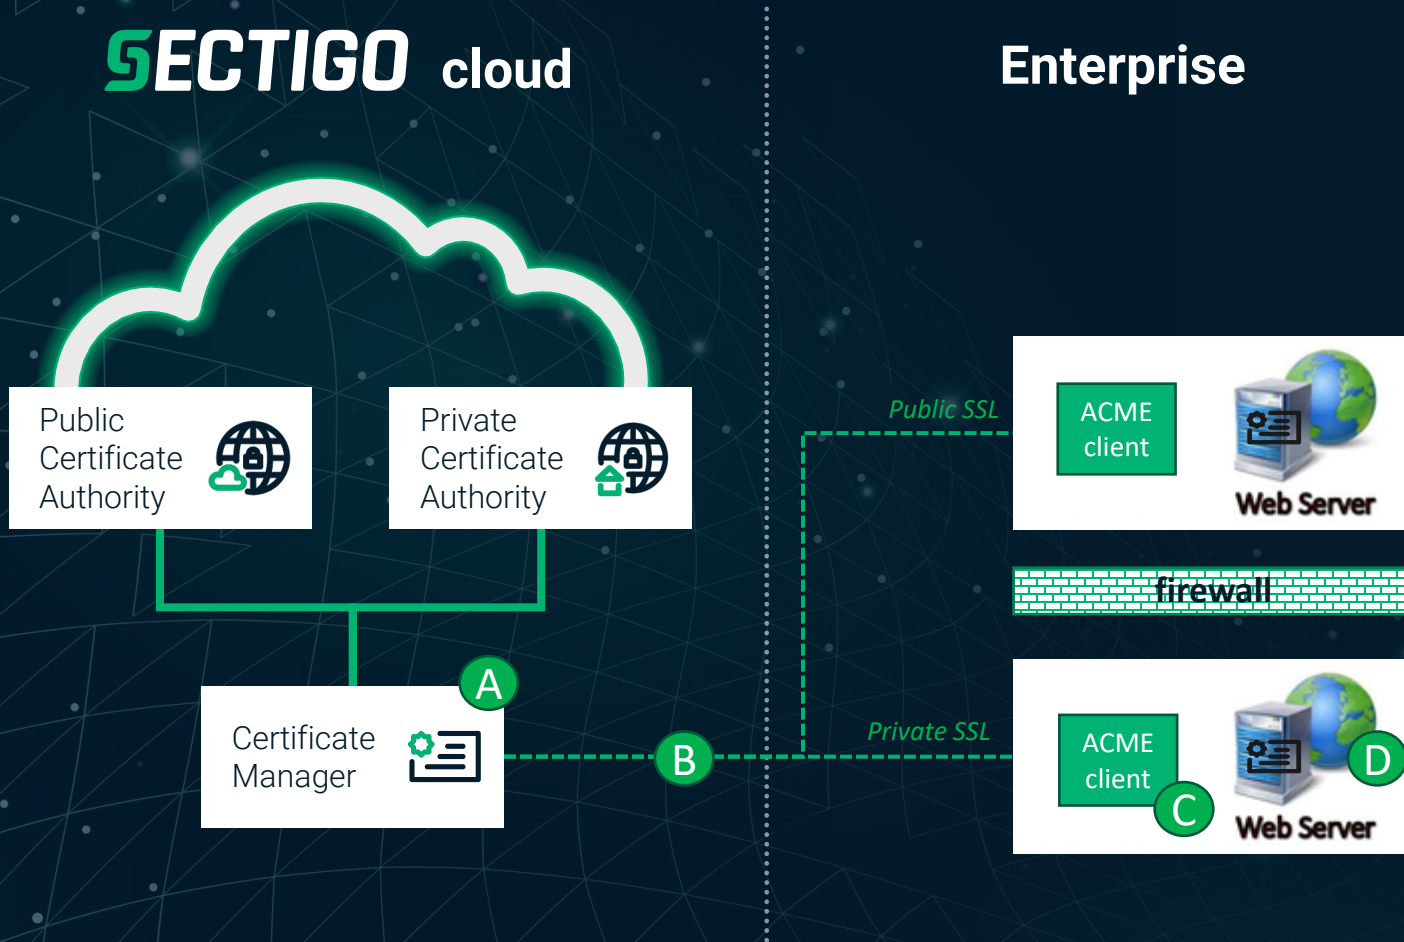 SECTIGO cloud
Enterprise
Public
Certificate
Authority
Private
Certificate
Authority
Public SSL
ACME
client
Web Server
firewall
A
Certificate
Manager
B
Private SSL
ACME
client
C
D
Web Server